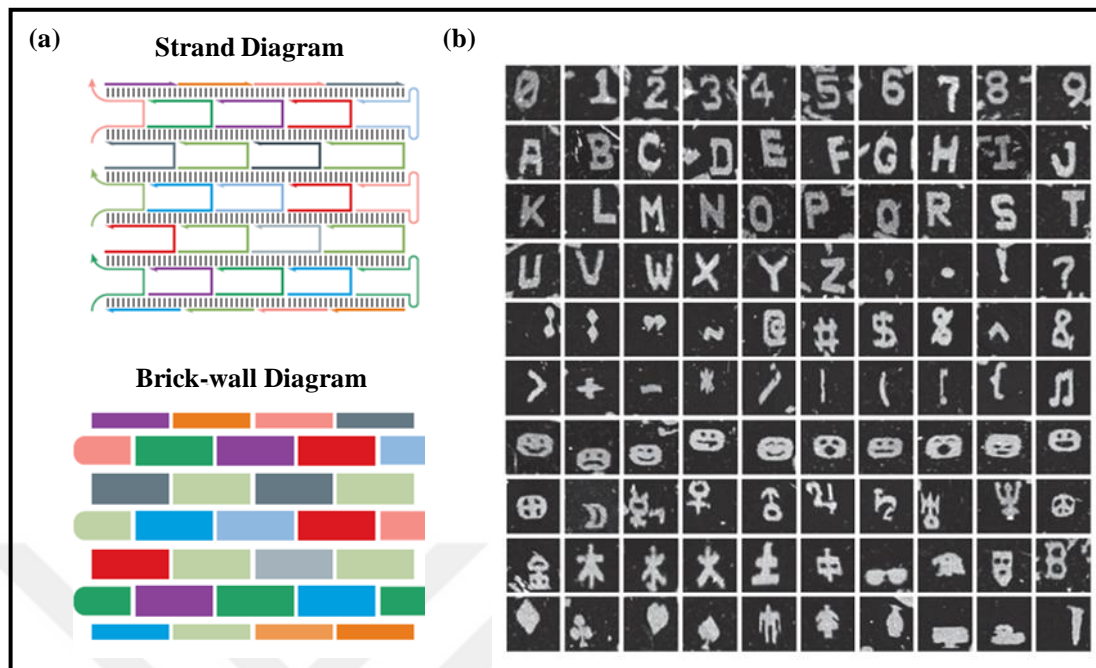 (a)
Strand Diagram
Brick-wall Diagram
(b)
0 1 2 3 4 5 6 7 8 9
A B C D E F G H I J
K L M N O P Q R S T
U V W X Y Z , . ! ?
: " ~ @ # $ % ^ &
> + - * / | ( [ { ♫